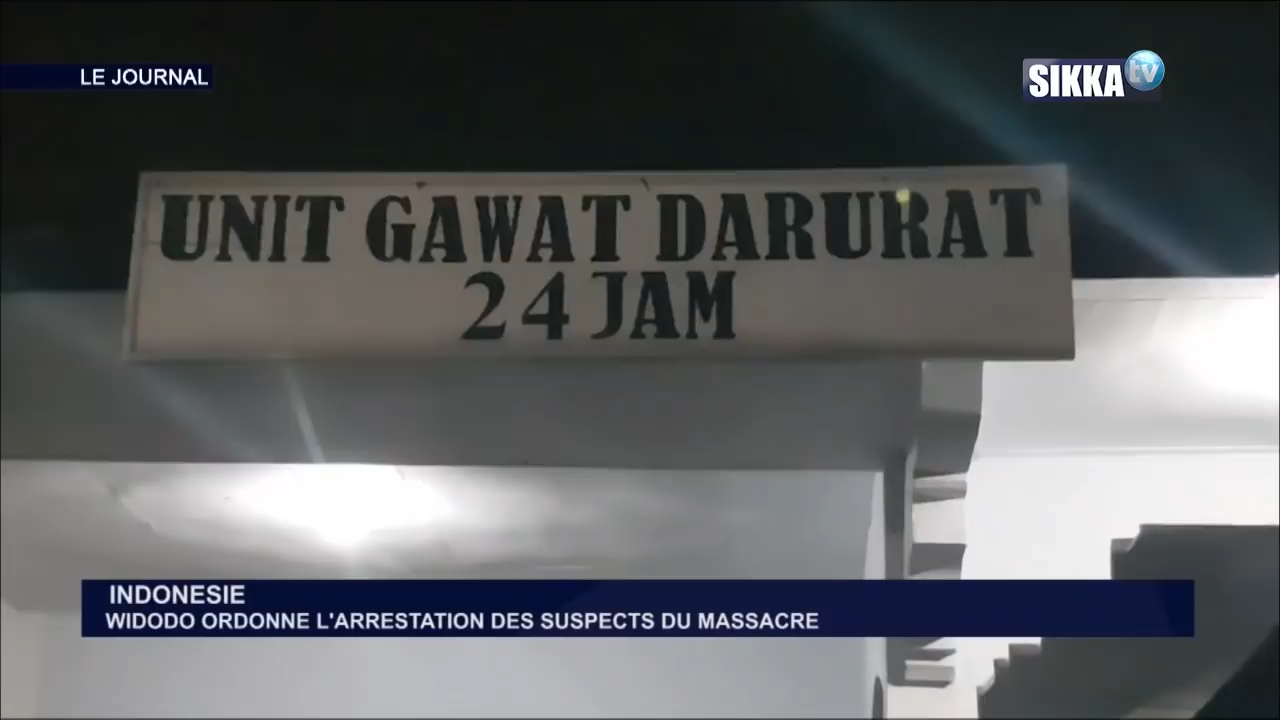 LE JOURNAL
SIKKA tv
UNIT GAWAT DARURAT
24 JAM
INDONESIE
WIDODO ORDONNE L'ARRESTATION DES SUSPECTS DU MASSACRE